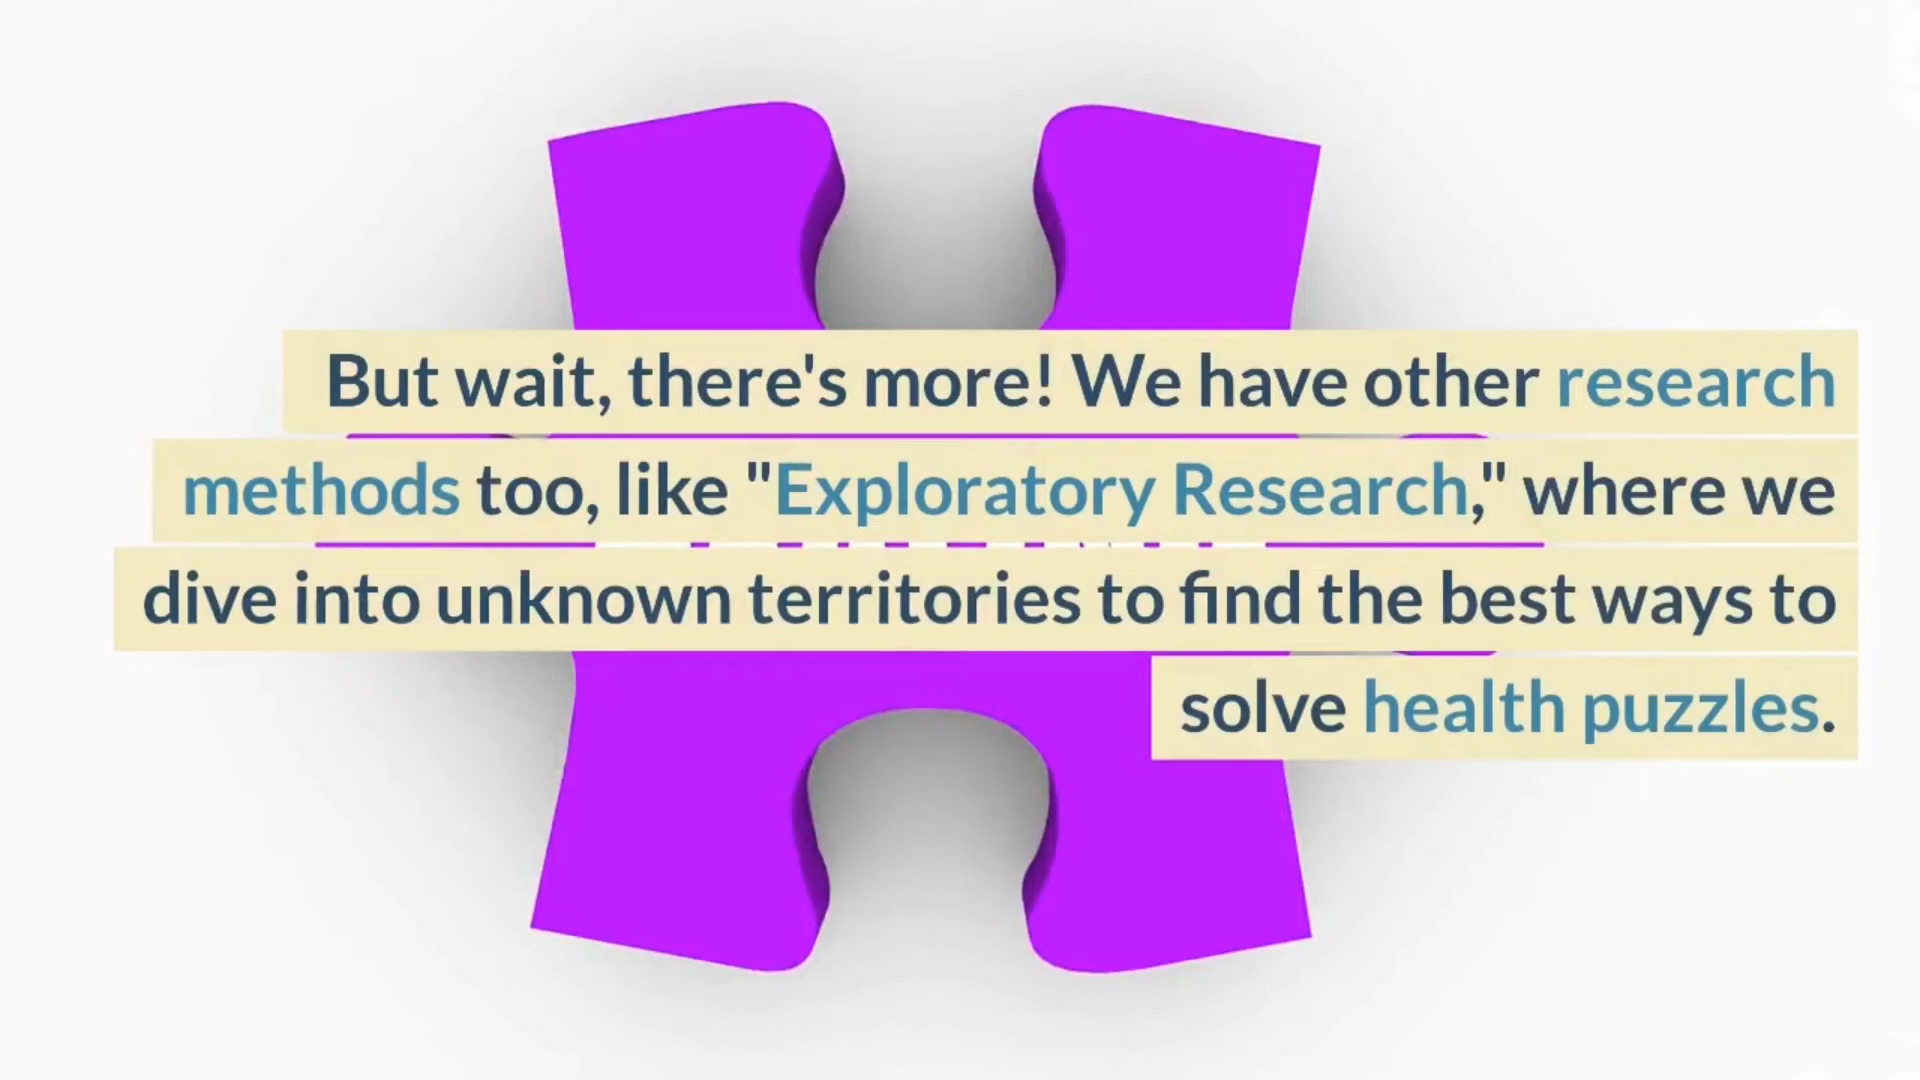 But wait, there's more! We have other research
methods too, like "Exploratory Research," where we
dive into unknown territories to find the best ways to
solve health puzzles.